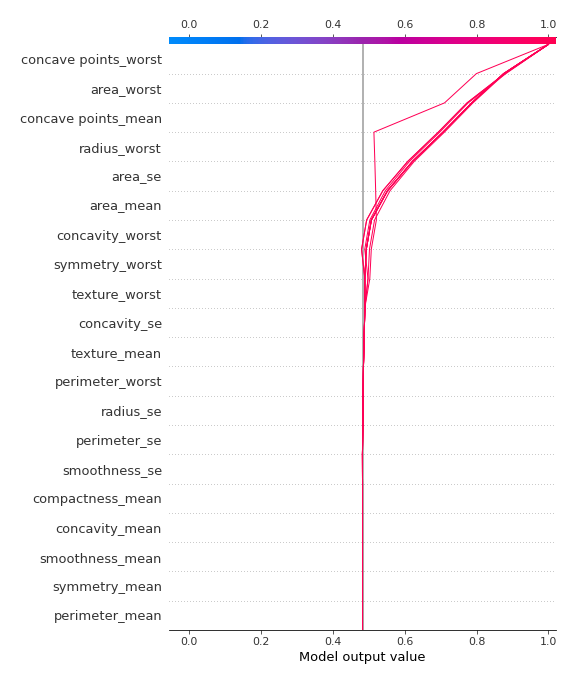 0.0 0.2 0.4 0.6 0.8 1.0
concave points_worst
area_worst
concave points_mean
radius_worst
area_se
area_mean
concavity_worst
symmetry_worst
texture_worst
concavity_se
texture_mean
perimeter_worst
radius_se
perimeter_se
smoothness_se
compactness_mean
concavity_mean
smoothness_mean
symmetry_mean
perimeter_mean
0.0 0.2 0.4 0.6 0.8 1.0
Model output value